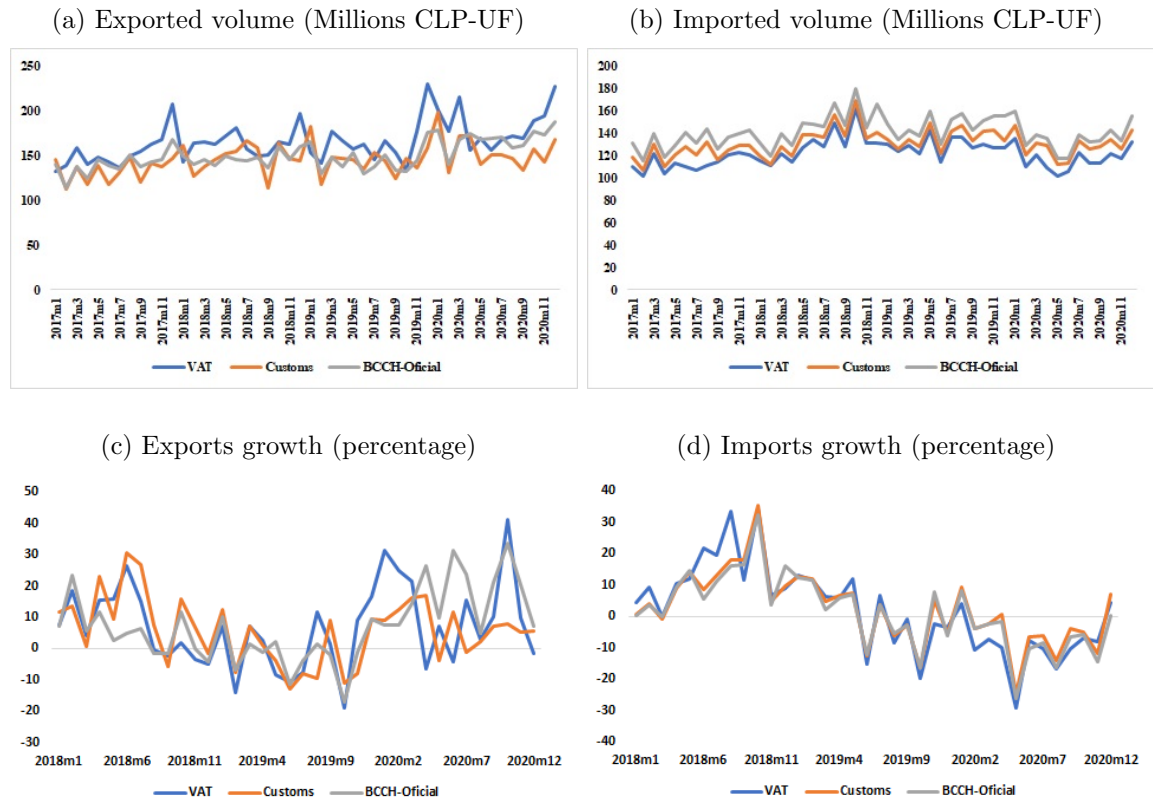 (a) Exported volume (Millions CLP-UF)
250
200
150
100
50
0
2017m1
2017m3
2017m5
2017m7
2017m9
2017m11
2018m1
2018m3
2018m5
2018m7
2018m9
2018m11
2019m1
2019m3
2019m5
2019m7
2019m9
2019m11
2020m1
2020m3
2020m5
2020m7
2020m9
2020m11
VAT Customs BCCH-Oficial
(b) Imported volume (Millions CLP-UF)
200
180
160
140
120
100
80
60
40
20
0
2017m1
2017m3
2017m5
2017m7
2017m9
2017m11
2018m1
2018m3
2018m5
2018m7
2018m9
2018m11
2019m1
2019m3
2019m5
2019m7
2019m9
2019m11
2020m1
2020m3
2020m5
2020m7
2020m9
2020m11
VAT Customs BCCH-Oficial
(c) Exports growth (percentage)
50
40
30
20
10
0
-10
-20
-30
2018m1 2018m6 2018m11 2019m4 2019m9 2020m2 2020m7 2020m12
VAT Customs BCCH-Oficial
(d) Imports growth (percentage)
40
30
20
10
0
-10
-20
-30
-40
2018m1 2018m6 2018m11 2019m4 2019m9 2020m2 2020m7 2020m12
VAT Customs BCCH-Oficial